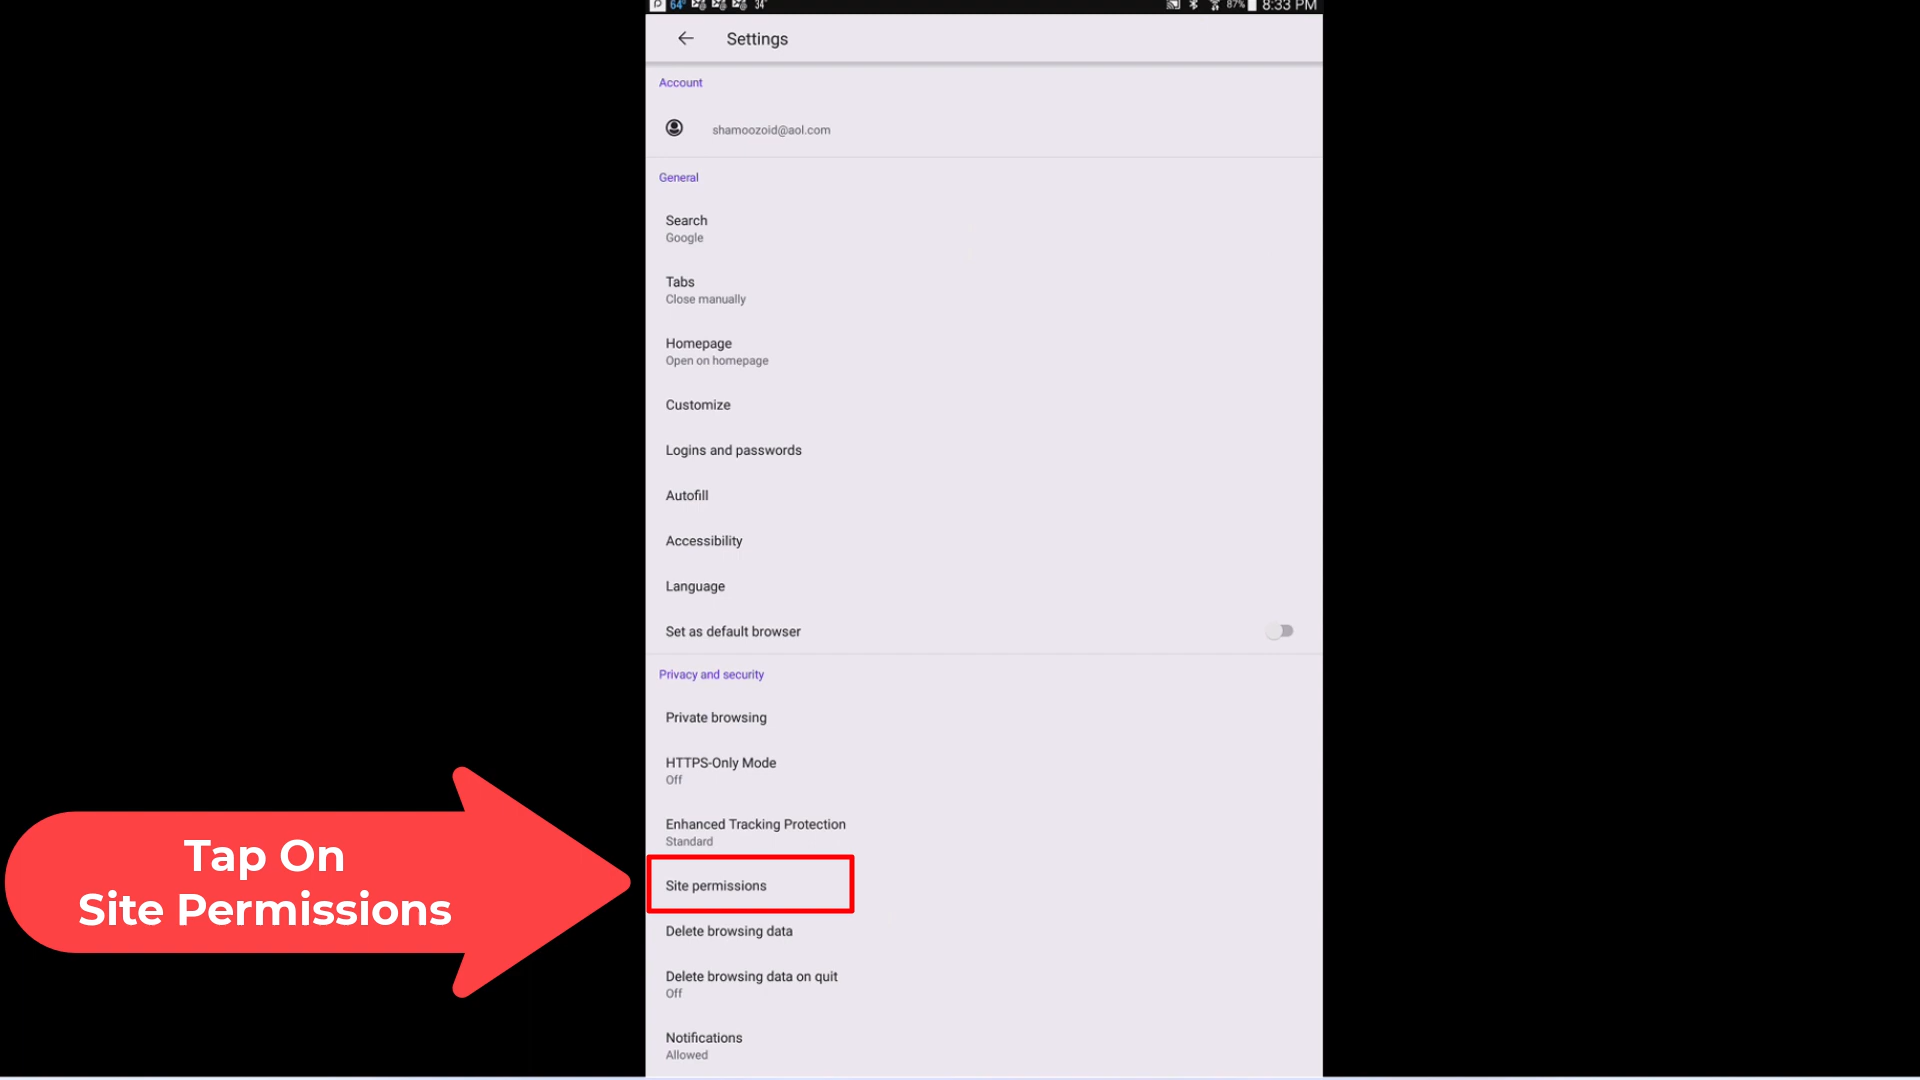 64° 34° 87% 8:33 PM
Settings
Account
shamoozoid@aol.com
General
Search
Google
Tabs
Close manually
Homepage
Open on homepage
Customize
Logins and passwords
Autofill
Accessibility
Language
Set as default browser
Privacy and security
Private browsing
HTTPS-Only Mode
Off
Enhanced Tracking Protection
Standard
Tap On
Site Permissions
Site permissions
Delete browsing data
Delete browsing data on quit
Off
Notifications
Allowed